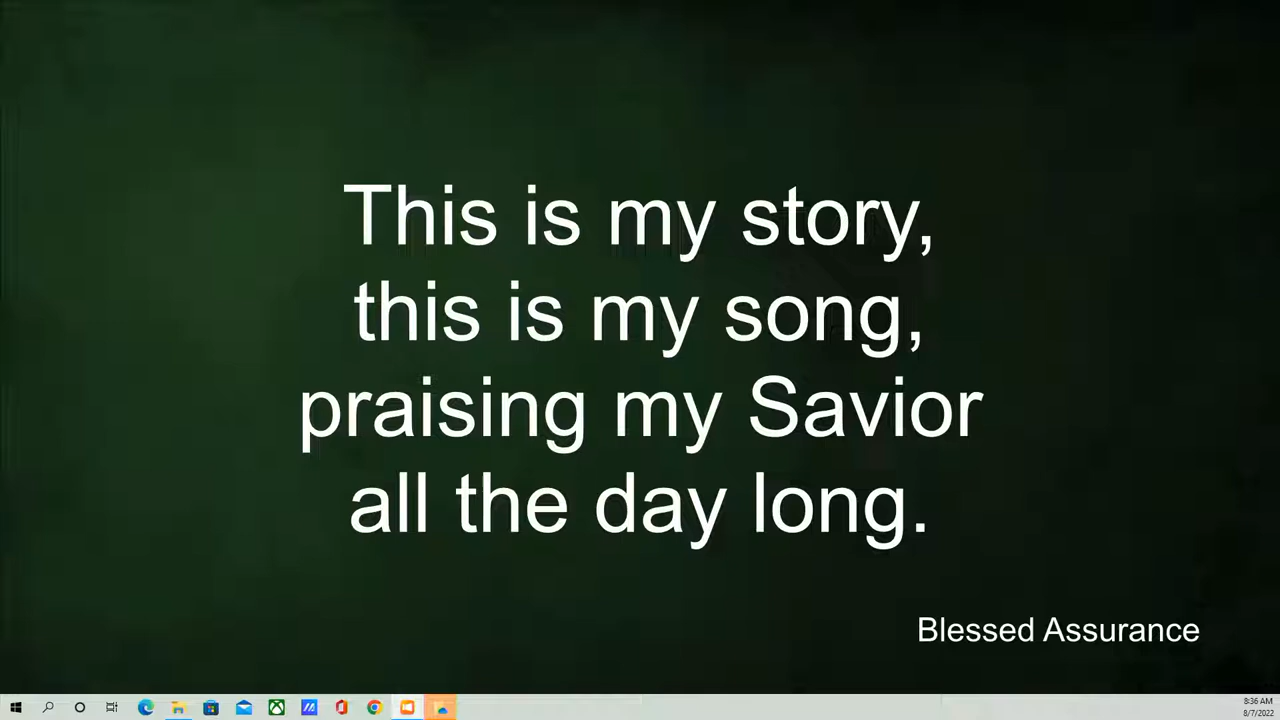 This is my story,
this is my song,
praising my Savior
all the day long.
Blessed Assurance
8:36 AM
8/7/2022